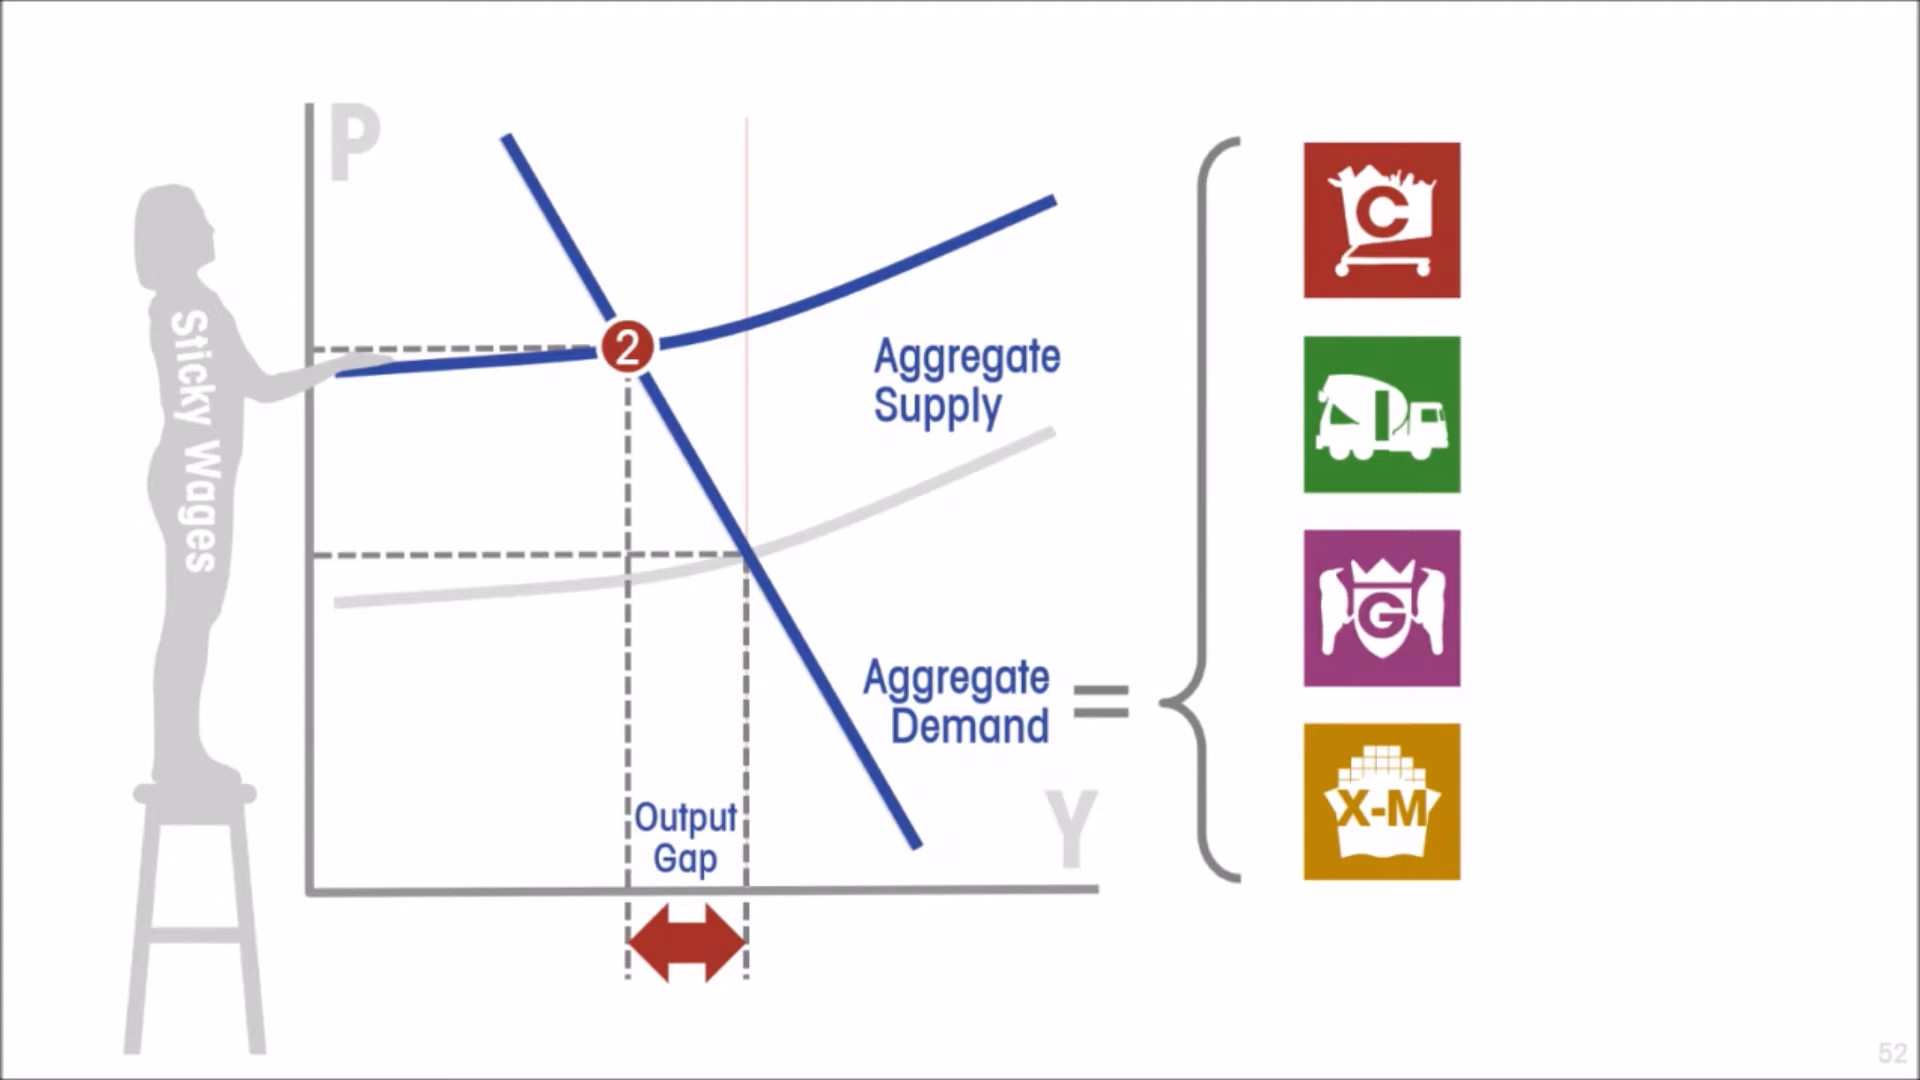 P
Sticky Wages
2
Aggregate
Supply
Aggregate
Demand
=
Output
Gap
Y
C
I
G
X-M
52